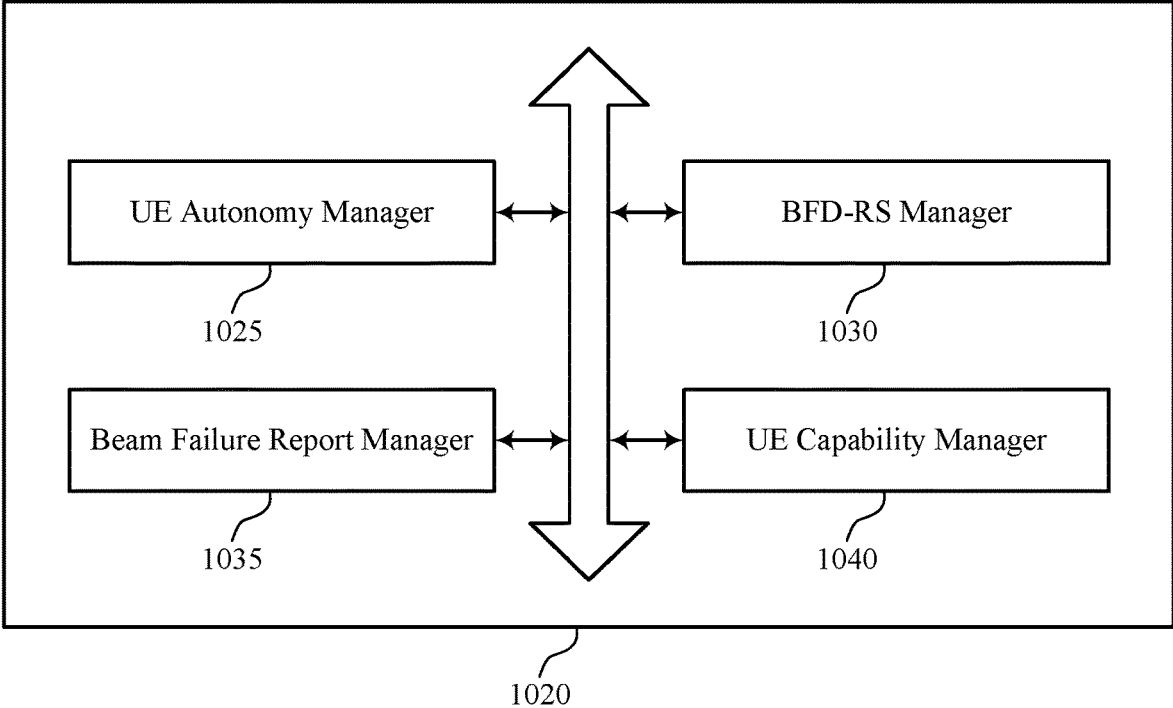 UE Autonomy Manager
BFD-RS Manager
1025
1030
Beam Failure Report Manager
UE Capability Manager
1035
1040
1020